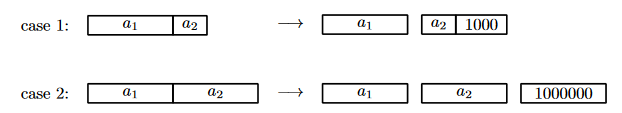 case 1: a₁ a₂ ⟶ a₁ a₂ 1000
case 2: a₁ a₂ ⟶ a₁ a₂ 1000000